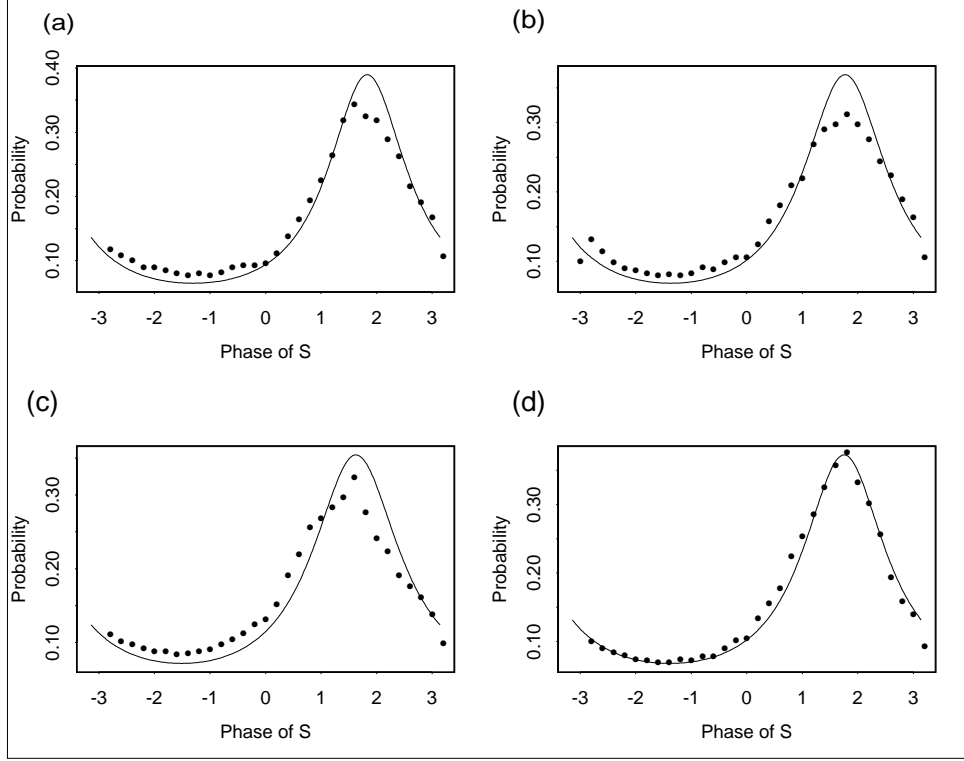 (a)
Probability
0.10 0.20 0.30 0.40
-3 -2 -1 0 1 2 3
Phase of S
(b)
Probability
0.10 0.20 0.30
-3 -2 -1 0 1 2 3
Phase of S
(c)
Probability
0.10 0.20 0.30
-3 -2 -1 0 1 2 3
Phase of S
(d)
Probability
0.10 0.20 0.30
-3 -2 -1 0 1 2 3
Phase of S